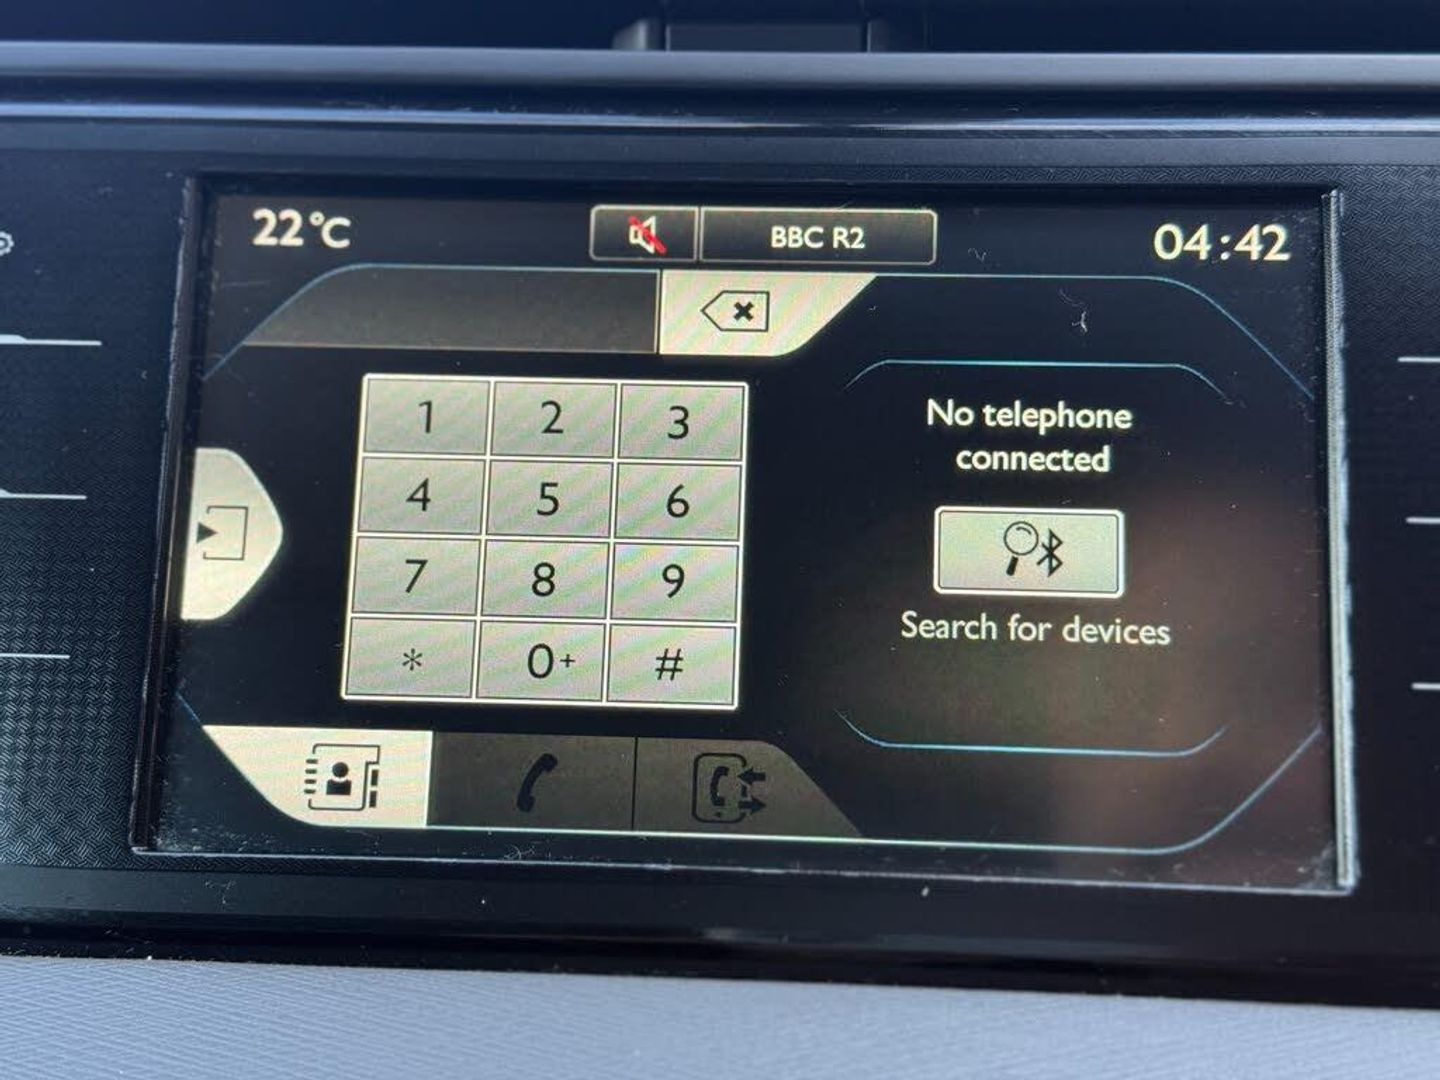 22°C
BBC R2
04:42
No telephone
connected
1 2 3
4 5 6
7 8 9
* 0+ #
Search for devices